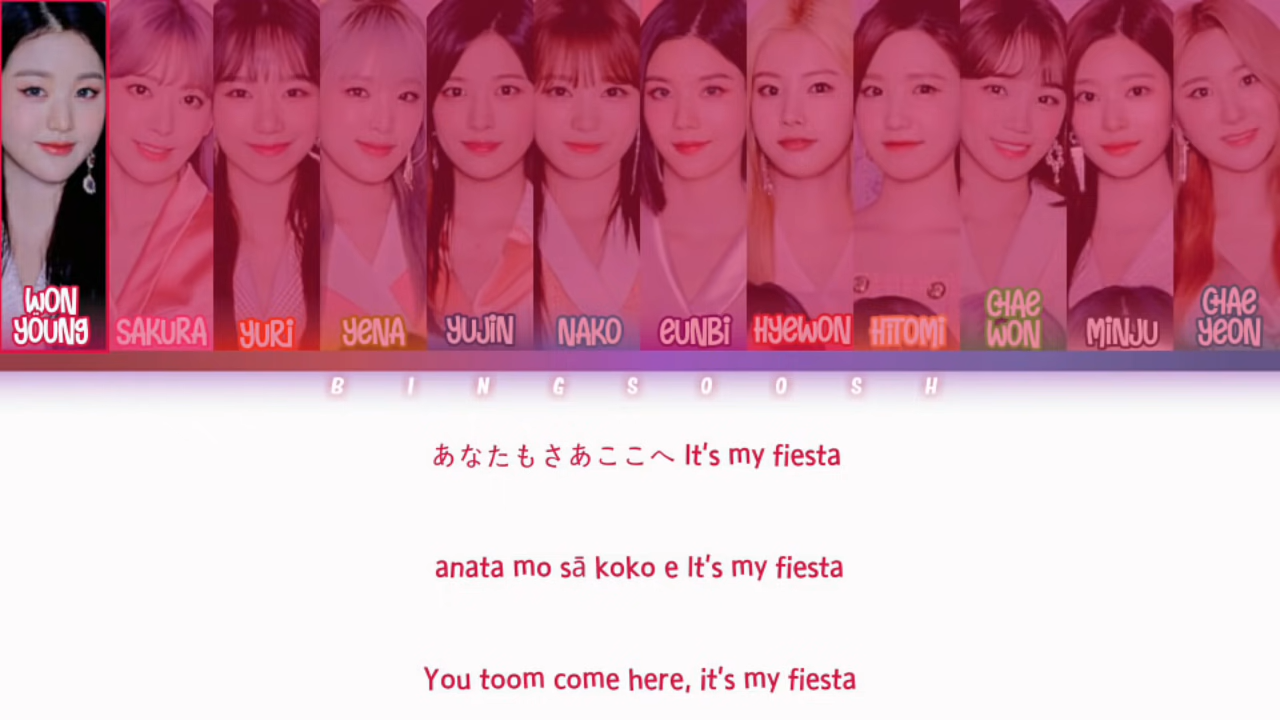 WON YOUNG
SAKURA
YURI
YENA
YUJIN
NAKO
EUNBI
HYEWON
HITOMI
CHAE WON
MINJU
CHAE YEON
BINGSOOSH
あなたもさあここへ It's my fiesta
anata mo sā koko e It's my fiesta
You toom come here, it's my fiesta